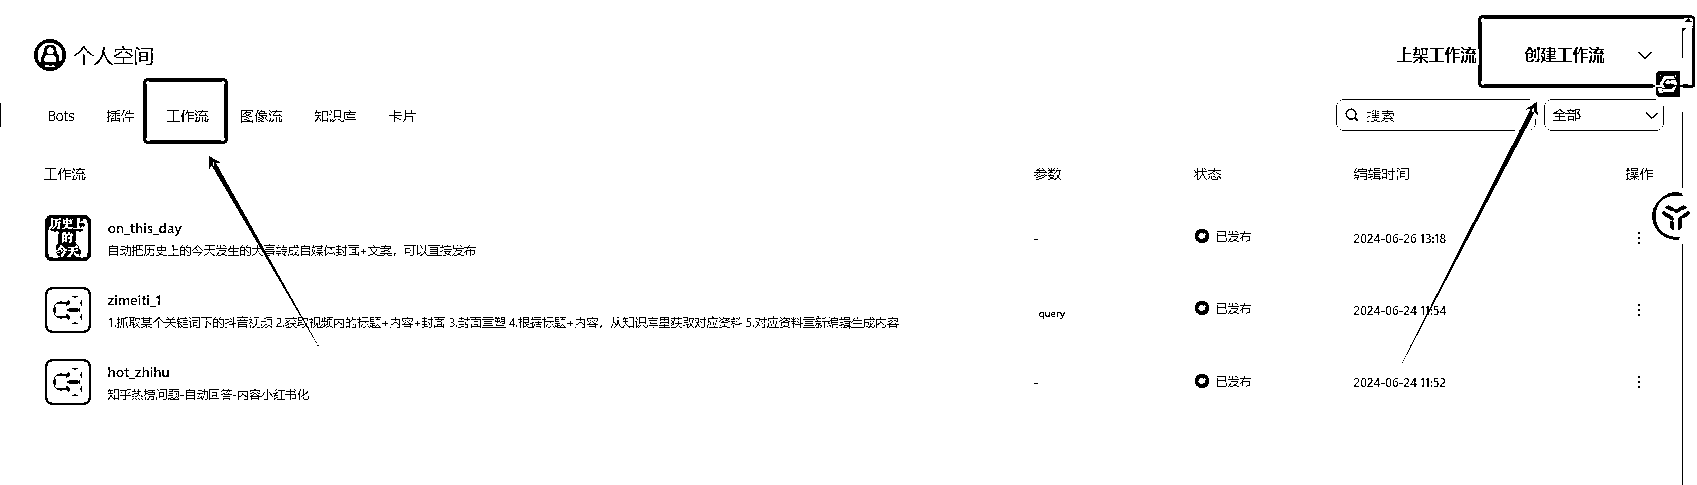 个人空间
上架工作流
创建工作流
Bots 插件 工作流 图像流 知识库 卡片
搜索
全部
工作流 参数 状态 编辑时间 操作
历史上
的
今天
on_this_day
自动把历史上的今天发生的大事转成自媒体封面+文案，可以直接发布
- 已发布 2024-06-26 13:18
zimeiti_1
1.抓取某个关键词下的抖音视频 2.获取视频内的标题+内容+封面 3.封面重塑 4.根据标题+内容，从知识库里获取对应资料 5.对应资料重新编辑生成内容
query 已发布 2024-06-24 11:54
hot_zhihu
知乎热榜问题-自动回答-内容小红书化
- 已发布 2024-06-24 11:52